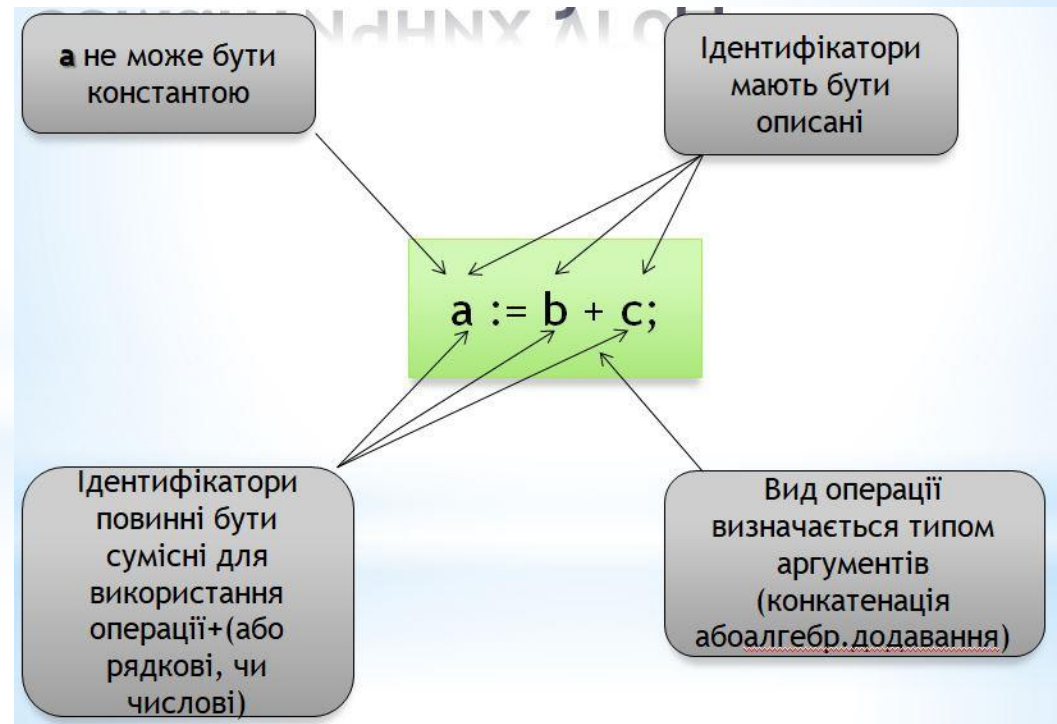 а не може бути
константою
Ідентифікатори
мають бути
описані
a := b + c;
Ідентифікатори
повинні бути
сумісні для
використання
операції+(або
рядкові, чи
числові)
Вид операції
визначається типом
аргументів
(конкатенація
абоалгебр.додавання)